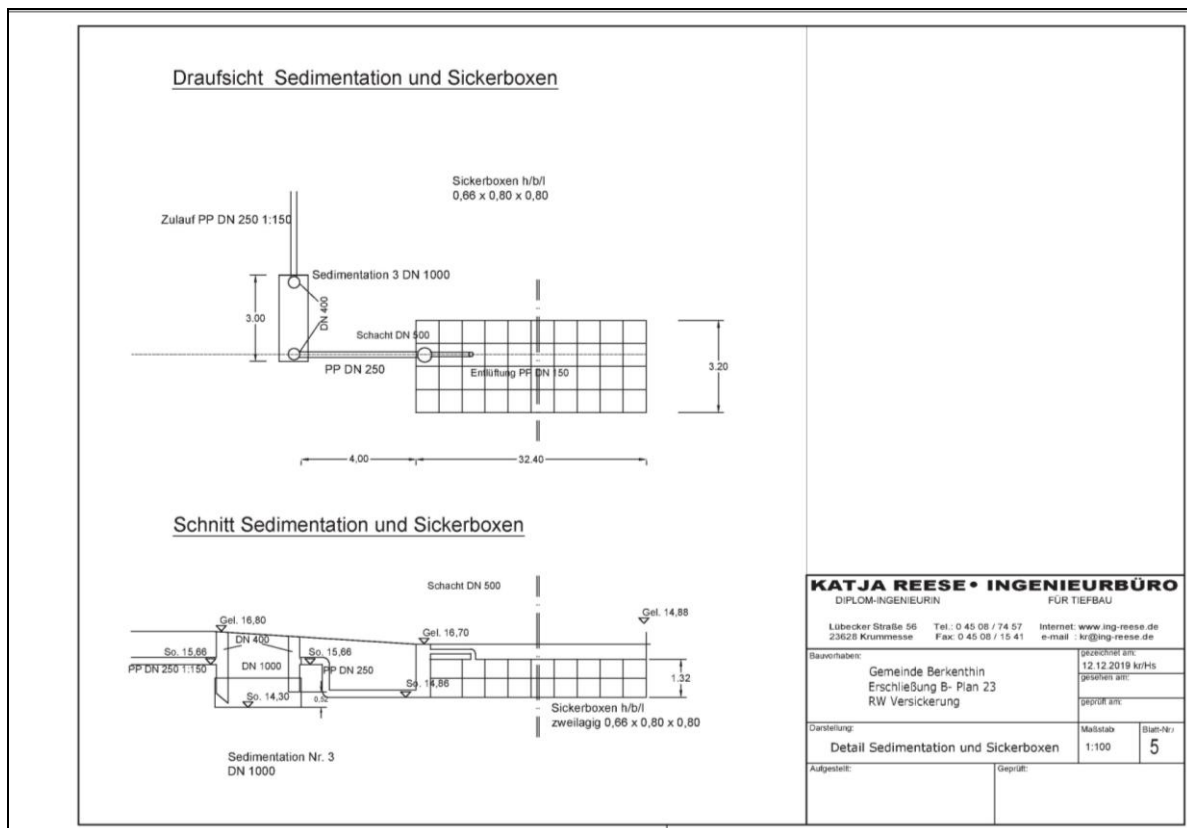 Draufsicht Sedimentation und Sickerboxen
Sickerboxen h/b/l
0,66 x 0,80 x 0,80
Zulauf PP DN 250 1:150
Sedimentation 3 DN 1000
3.00
DN 400
Schacht DN 500
PP DN 250
Entlüftung PP DN 150
3.20
4,00
32.40
Schnitt Sedimentation und Sickerboxen
Schacht DN 500
Gel. 14,88
Gel. 16,80
Gel. 16,70
DN 400
So. 15,66
So. 15,66
PP DN 250 1:150
DN 1000
PP DN 250
So. 14,86
1.32
So. 14,30
Sickerboxen h/b/l
zweilagig 0,66 x 0,80 x 0,80
Sedimentation Nr. 3
DN 1000
KATJA REESE • INGENIEURBÜRO
DIPLOM-INGENIEURIN FÜR TIEFBAU
Lübecker Straße 56 Tel.: 0 45 08 / 74 57 Internet: www.ing-reese.de
23628 Krummesse Fax: 0 45 08 / 15 41 e-mail : kr@ing-reese.de
Bauvorhaben:
Gemeinde Berkenthin
Erschließung B- Plan 23
RW Versickerung
gezeichnet am:
12.12.2019 kr/Hs
gesehen am:
geprüft am:
Darstellung:
Detail Sedimentation und Sickerboxen
Maßstab
1:100
Blatt-Nr.:
5
Aufgestellt:
Geprüft: